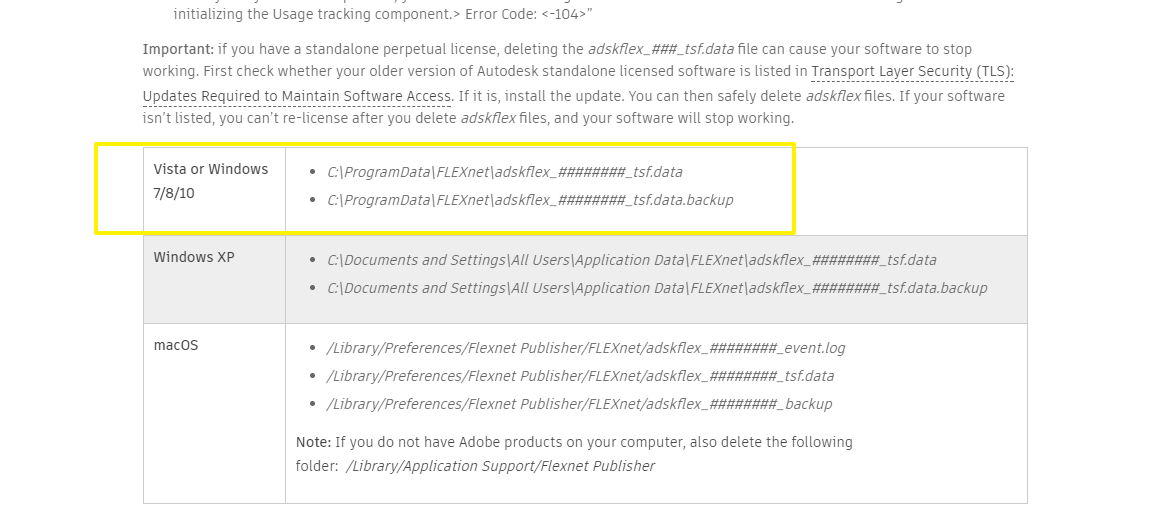 initializing the Usage tracking component.> Error Code: <-104>”
Important: if you have a standalone perpetual license, deleting the adskflex_###_tsf.data file can cause your software to stop
working. First check whether your older version of Autodesk standalone licensed software is listed in Transport Layer Security (TLS):
Updates Required to Maintain Software Access. If it is, install the update. You can then safely delete adskflex files. If your software
isn’t listed, you can’t re-license after you delete adskflex files, and your software will stop working.
Vista or Windows
7/8/10
• C:\ProgramData\FLEXnet\adskflex_########_tsf.data
• C:\ProgramData\FLEXnet\adskflex_########_tsf.data.backup
Windows XP
• C:\Documents and Settings\All Users\Application Data\FLEXnet\adskflex_########_tsf.data
• C:\Documents and Settings\All Users\Application Data\FLEXnet\adskflex_########_tsf.data.backup
macOS
• /Library/Preferences/Flexnet Publisher/FLEXnet/adskflex_########_event.log
• /Library/Preferences/Flexnet Publisher/FLEXnet/adskflex_########_tsf.data
• /Library/Preferences/Flexnet Publisher/FLEXnet/adskflex_########_backup
Note: If you do not have Adobe products on your computer, also delete the following
folder: /Library/Application Support/Flexnet Publisher